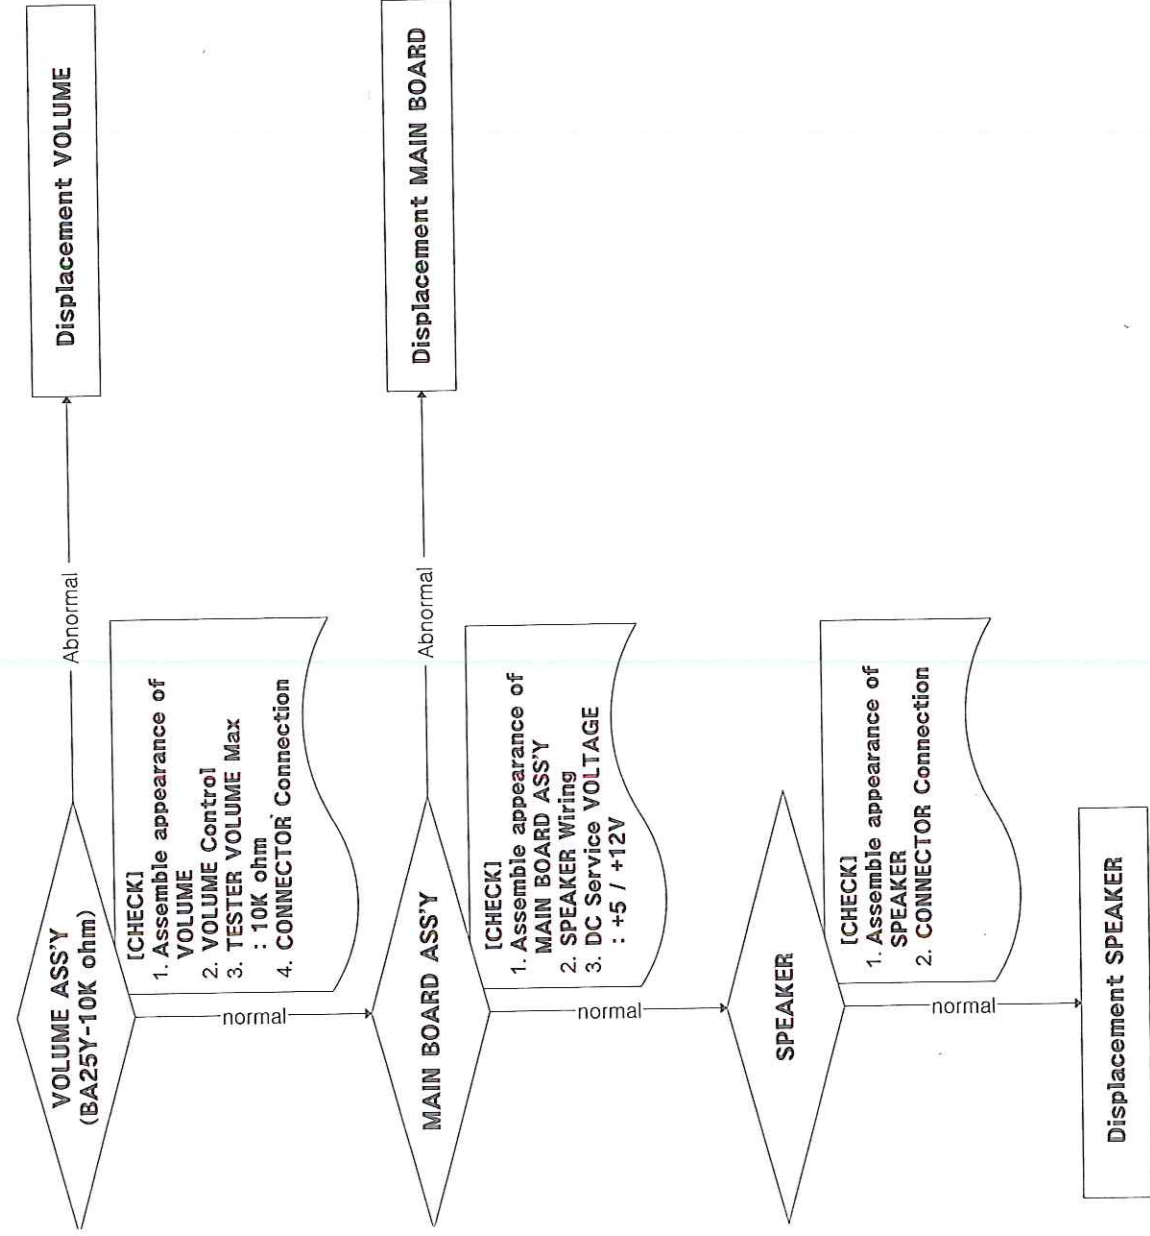 VOLUME ASS'Y
(BA25Y-10K ohm)
Abnormal
Displacement VOLUME
[CHECK]
1. Assemble appearance of
VOLUME
2. VOLUME Control
3. TESTER VOLUME Max
: 10K ohm
4. CONNECTOR Connection
normal
MAIN BOARD ASS'Y
Abnormal
Displacement MAIN BOARD
[CHECK]
1. Assemble appearance of
MAIN BOARD ASS'Y
2. SPEAKER Wiring
3. DC Service VOLTAGE
: +5 / +12V
normal
SPEAKER
[CHECK]
1. Assemble appearance of
SPEAKER
2. CONNECTOR Connection
normal
Displacement SPEAKER